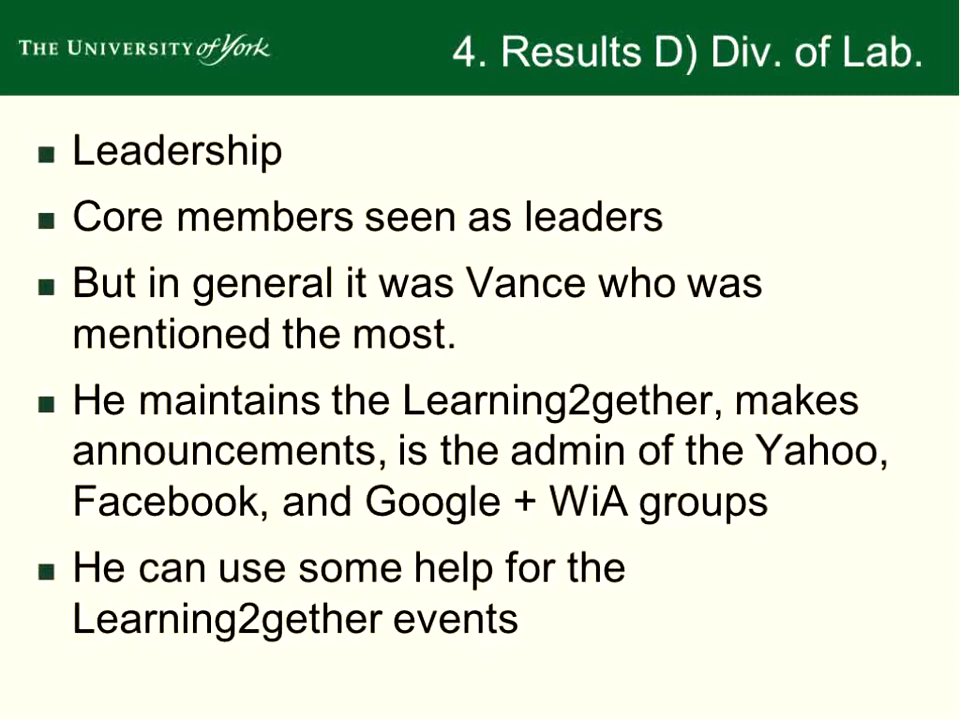 THE UNIVERSITY of York
4. Results D) Div. of Lab.
Leadership
Core members seen as leaders
But in general it was Vance who was
mentioned the most.
He maintains the Learning2gether, makes
announcements, is the admin of the Yahoo,
Facebook, and Google + WiA groups
He can use some help for the
Learning2gether events